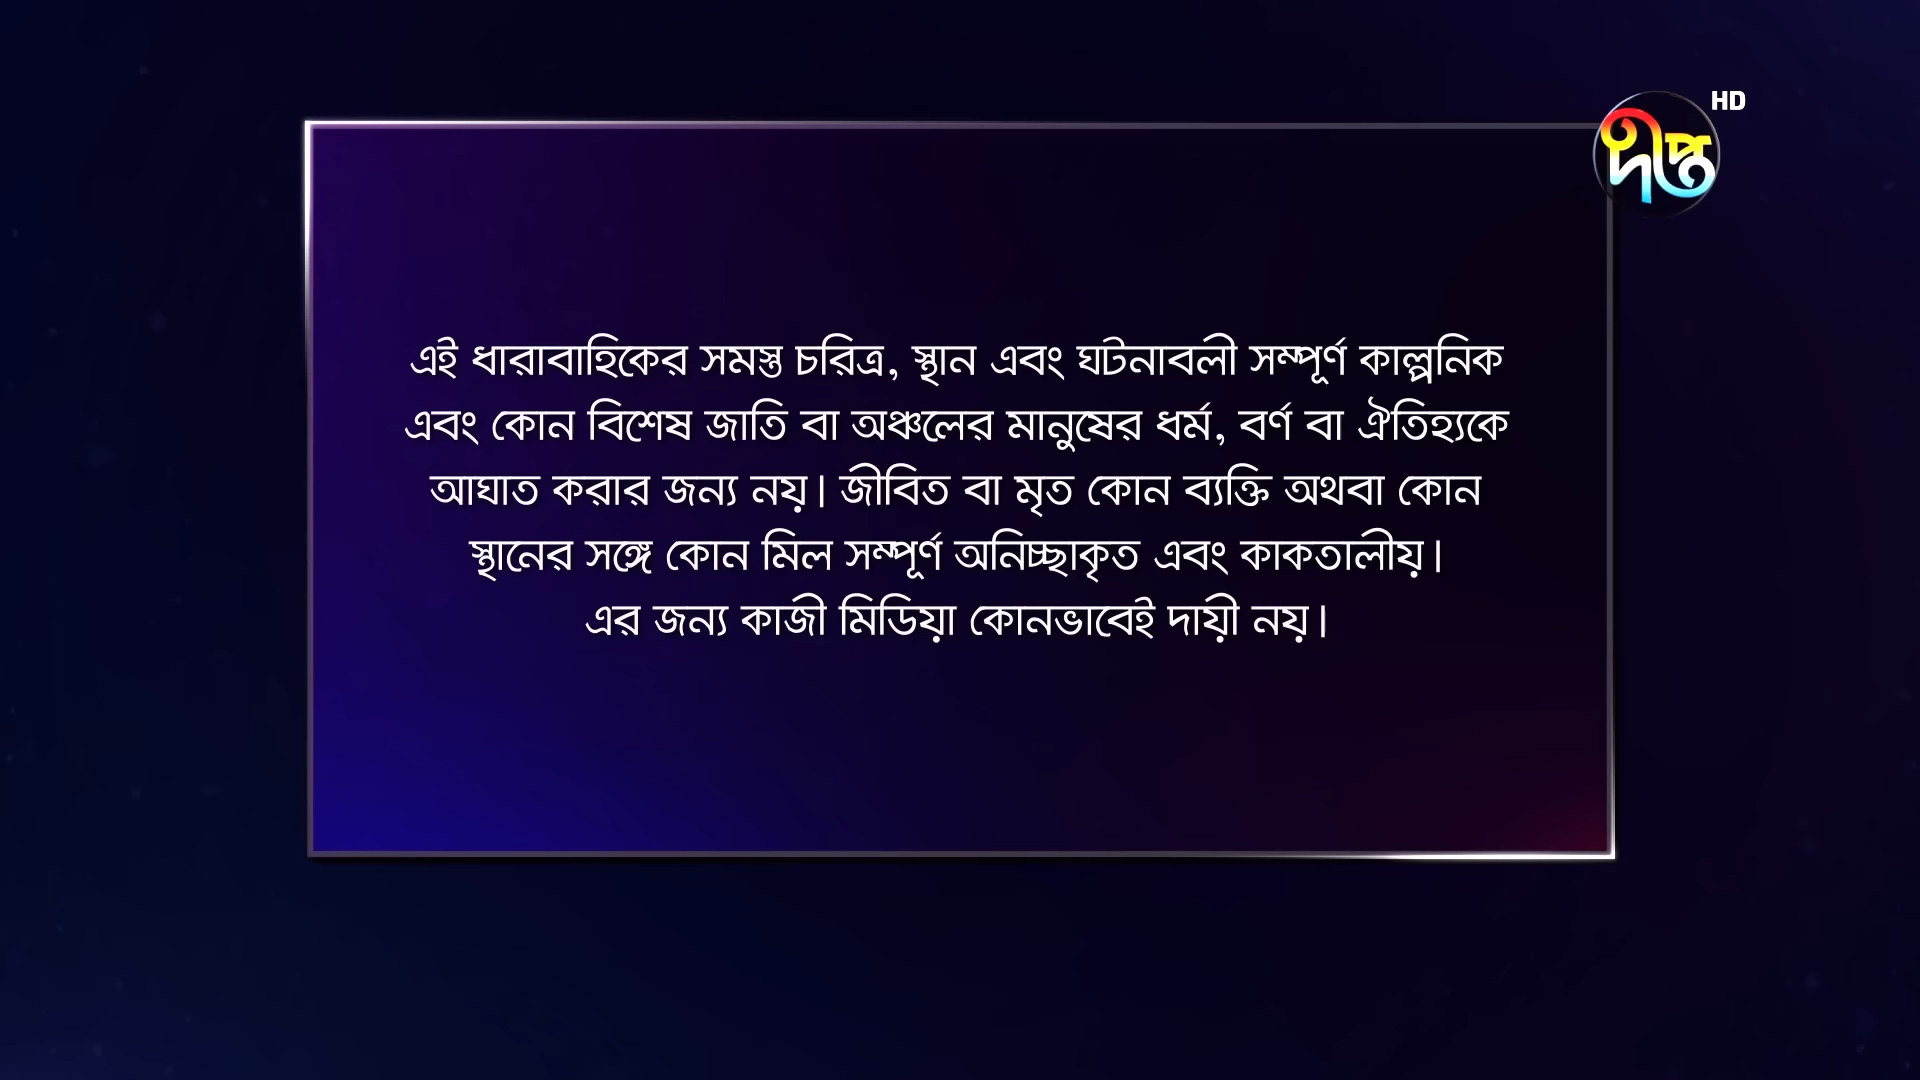 HD
দীপ্ত
এই ধারাবাহিকের সমস্ত চরিত্র, স্থান এবং ঘটনাবলী সম্পূর্ণ কাল্পনিক
এবং কোন বিশেষ জাতি বা অঞ্চলের মানুষের ধর্ম, বর্ণ বা ঐতিহ্যকে
আঘাত করার জন্য নয়। জীবিত বা মৃত কোন ব্যক্তি অথবা কোন
স্থানের সঙ্গে কোন মিল সম্পূর্ণ অনিচ্ছাকৃত এবং কাকতালীয়।
এর জন্য কাজী মিডিয়া কোনভাবেই দায়ী নয়।